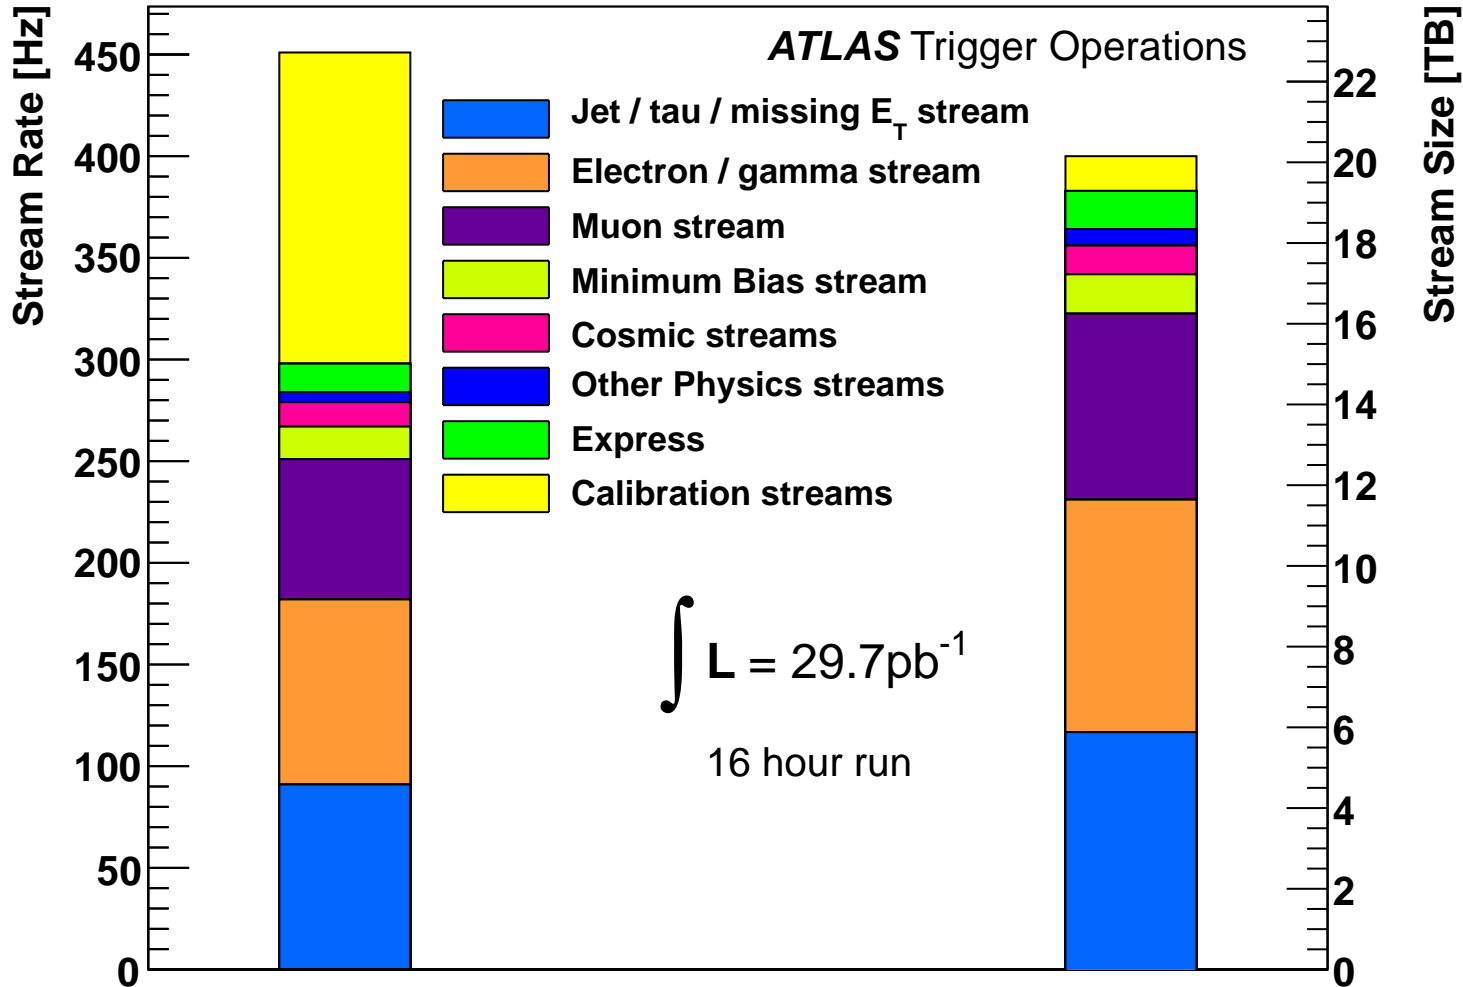 ATLAS Trigger Operations
Stream Rate [Hz]
450
400
350
300
250
200
150
100
50
0
Jet / tau / missing E_T stream
Electron / gamma stream
Muon stream
Minimum Bias stream
Cosmic streams
Other Physics streams
Express
Calibration streams
∫ L = 29.7pb^-1
16 hour run
Stream Size [TB]
22
20
18
16
14
12
10
8
6
4
2
0